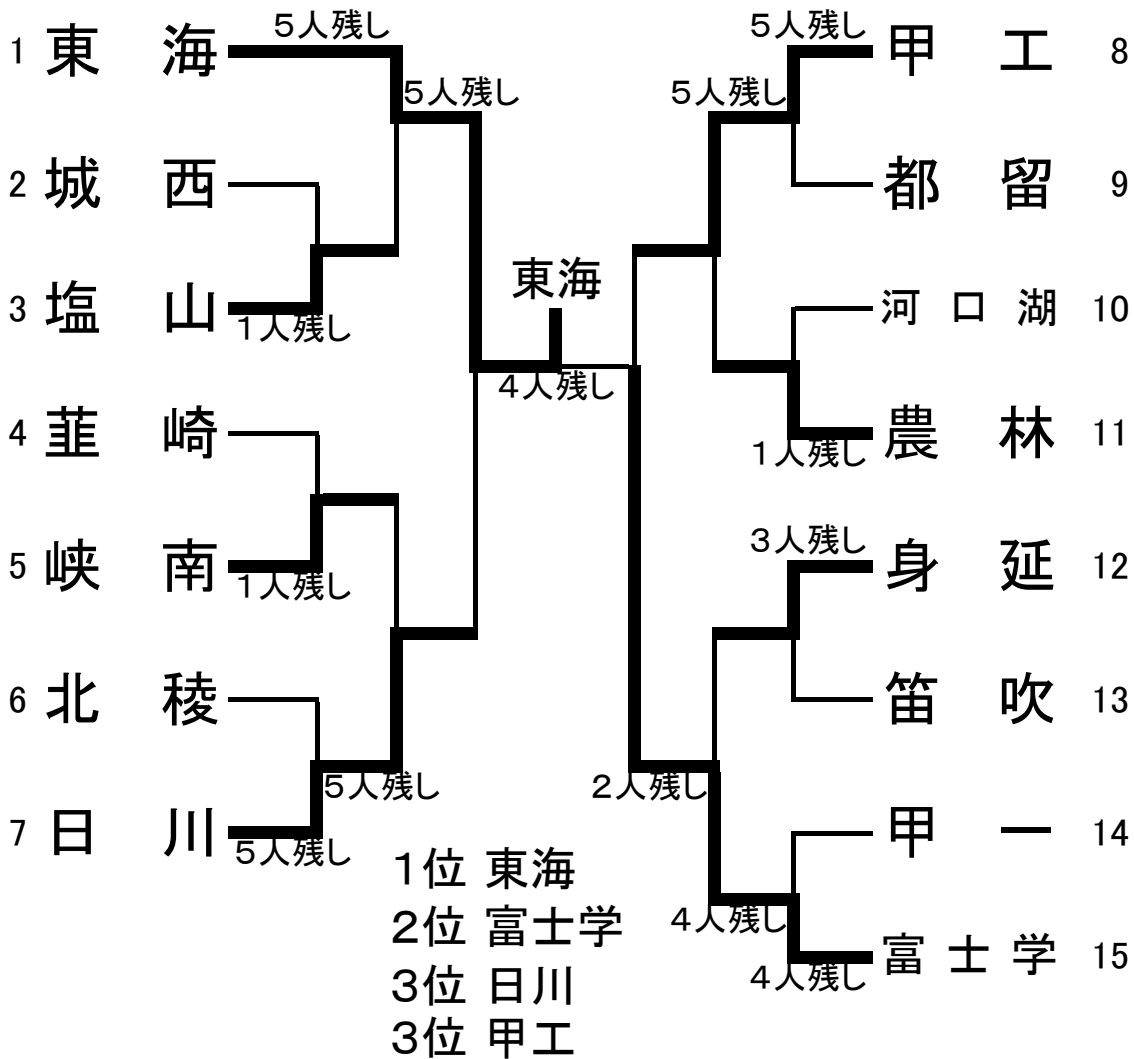 5人残し
1 東 海
5人残し
2 城 西
3 塩 山
1人残し
4 韮 崎
5 峡 南
1人残し
6 北 稜
5人残し
7 日 川
5人残し
東海
4人残し
5人残し
甲 工 8
5人残し
都 留 9
河 口 湖 10
農 林 11
1人残し
3人残し
身 延 12
笛 吹 13
2人残し
甲 一 14
4人残し
富 士 学 15
4人残し
1位 東海
2位 富士学
3位 日川
3位 甲工